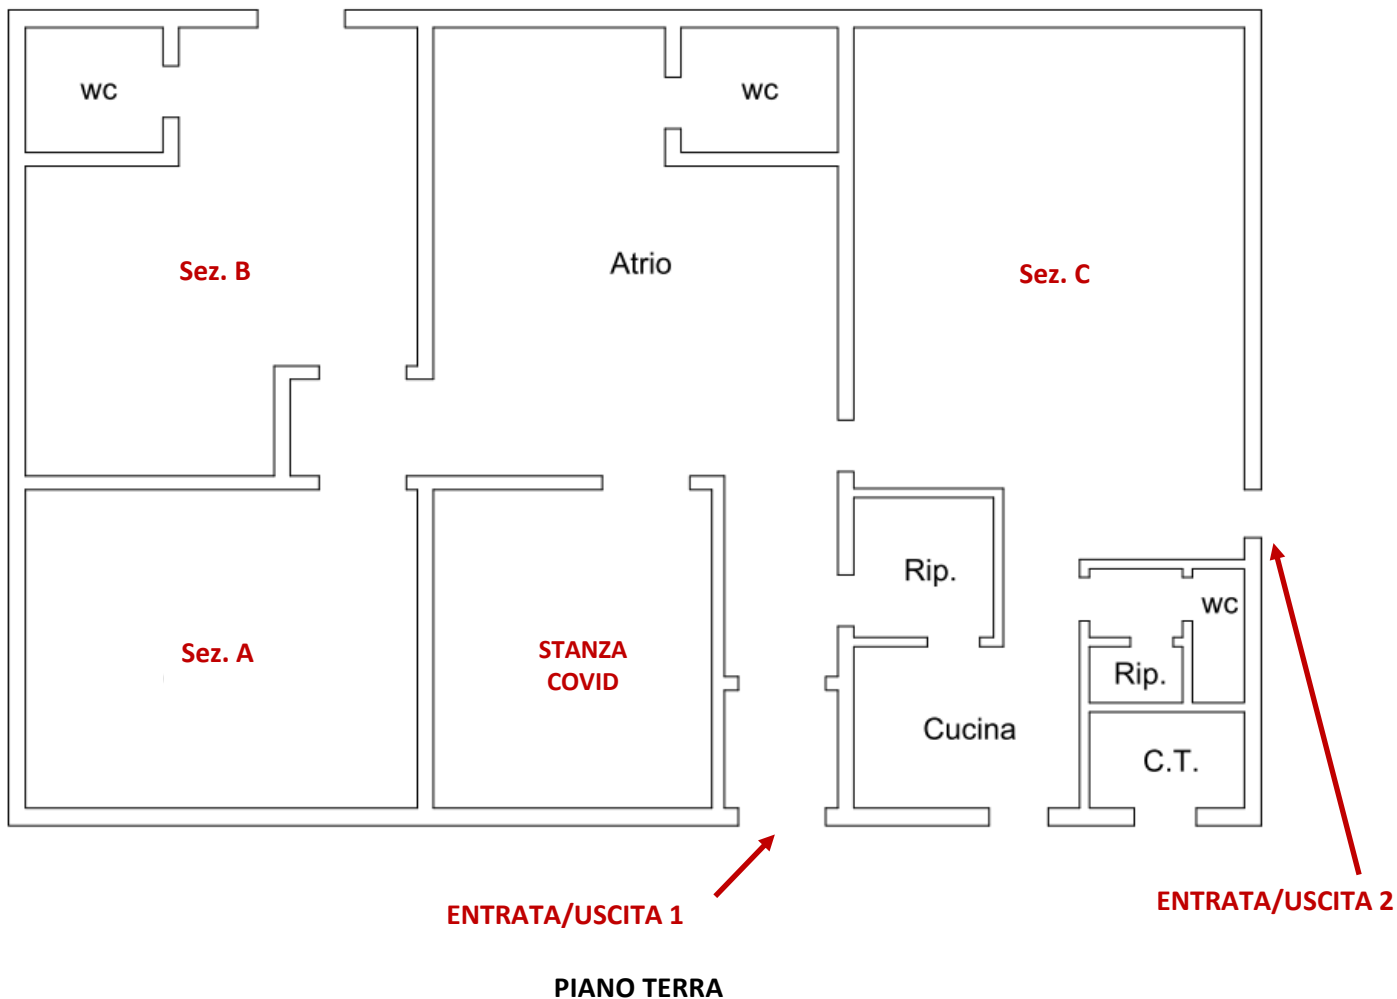 wc
wc
Atrio
Sez. B
Sez. C
Rip.
wc
Sez. A
STANZA
COVID
Rip.
Cucina
C.T.
ENTRATA/USCITA 1
ENTRATA/USCITA 2
PIANO TERRA